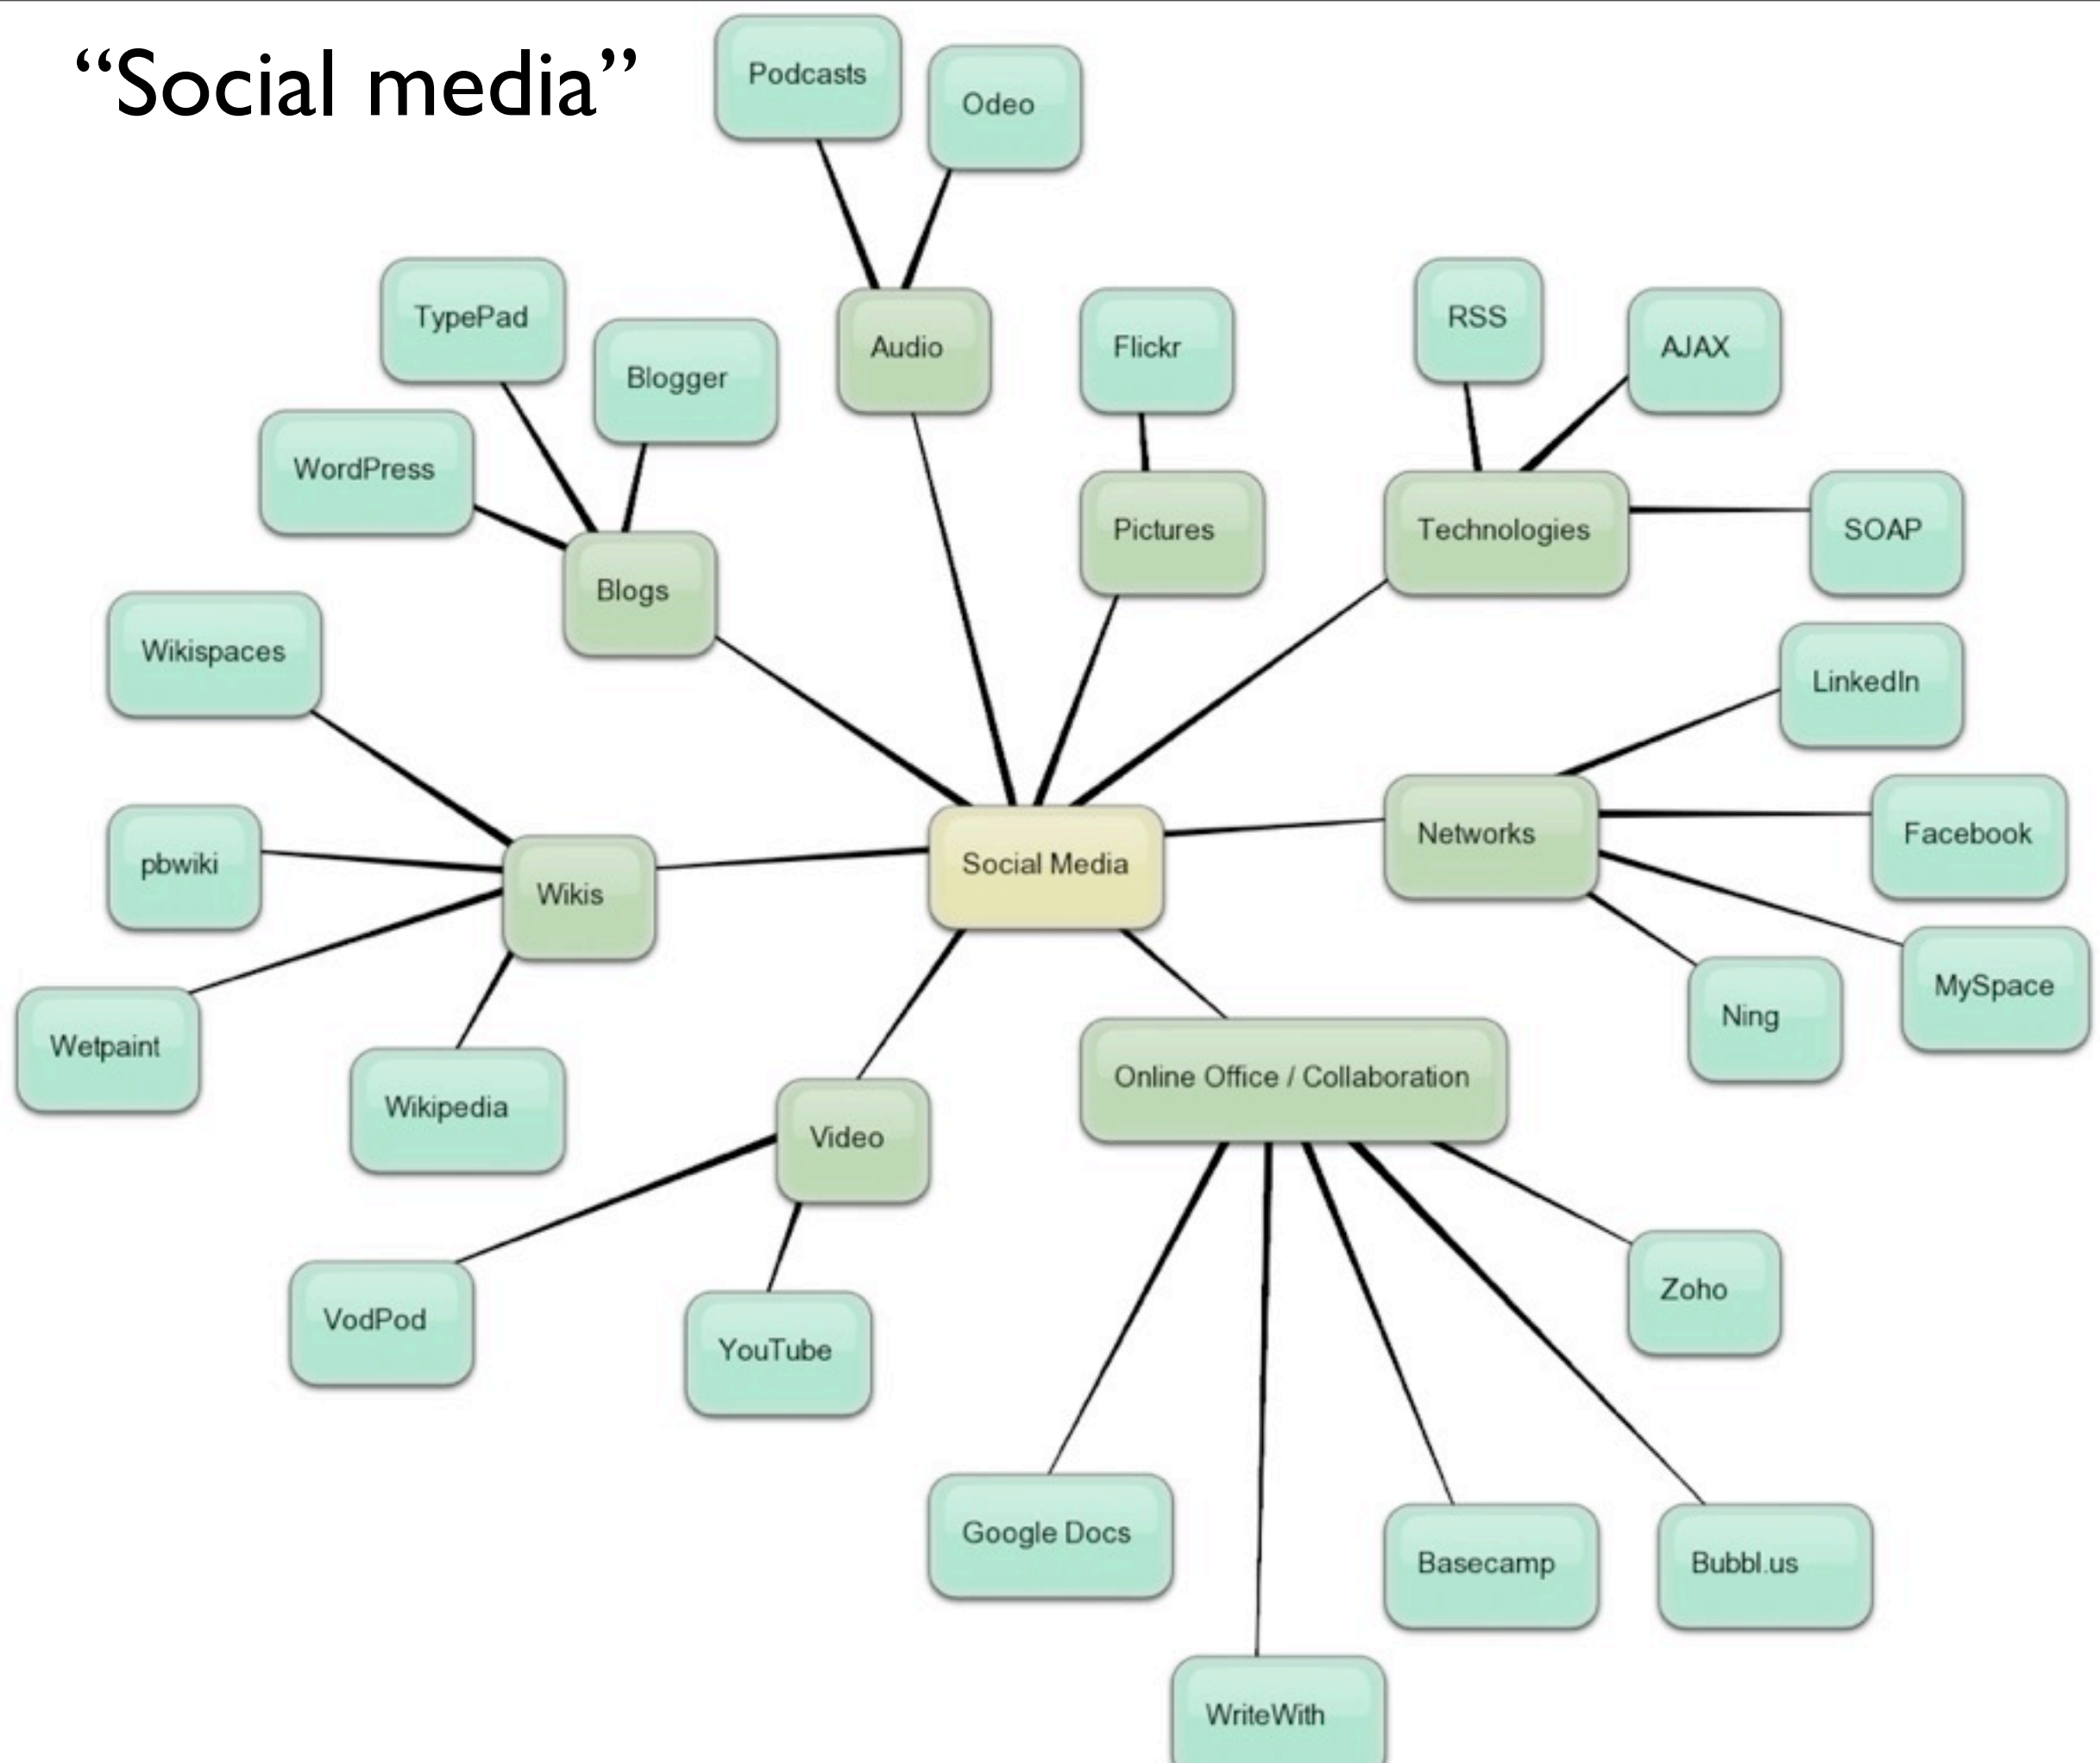 “Social media”
Podcasts
Odeo
TypePad
Blogger
Audio
Flickr
RSS
AJAX
WordPress
Blogs
Pictures
Technologies
SOAP
Wikispaces
LinkedIn
pbwiki
Wikis
Social Media
Networks
Facebook
Wetpaint
Wikipedia
Video
Online Office / Collaboration
Ning
MySpace
VodPod
YouTube
Zoho
Google Docs
Basecamp
Bubbl.us
WriteWith